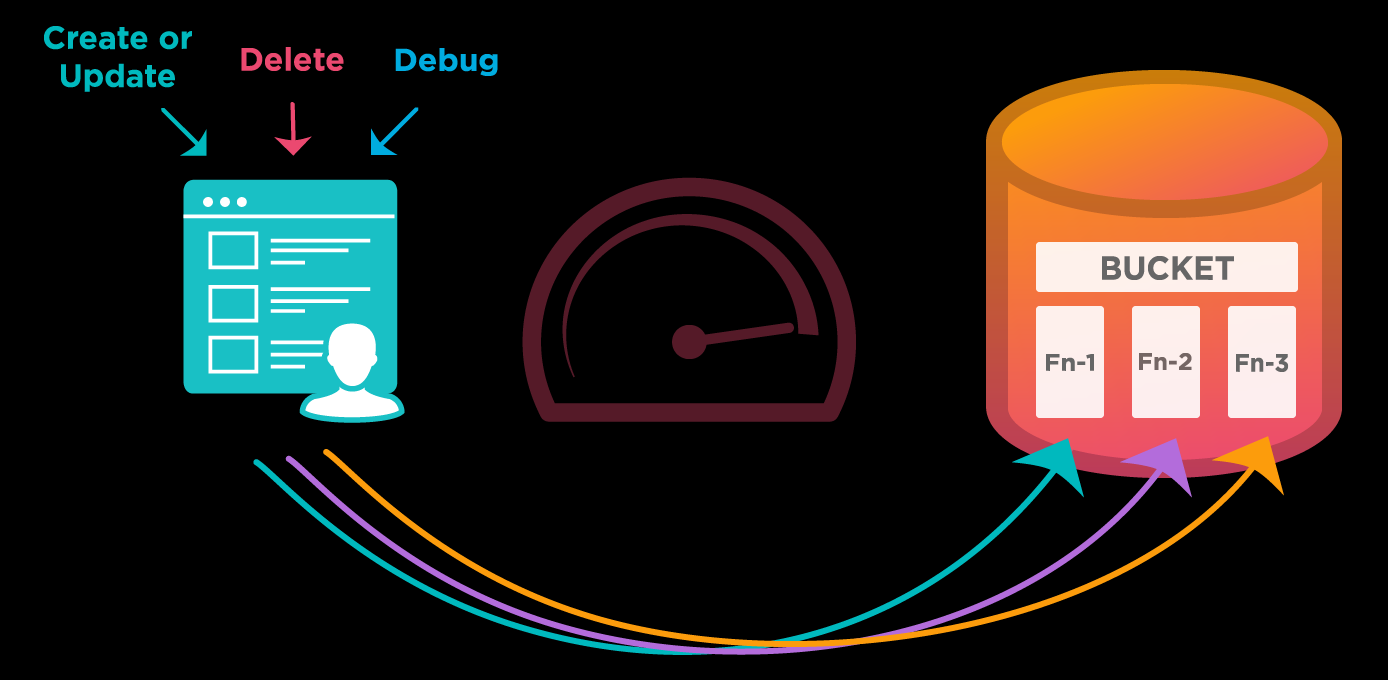 Create or
Update
Delete
Debug
BUCKET
Fn-1
Fn-2
Fn-3